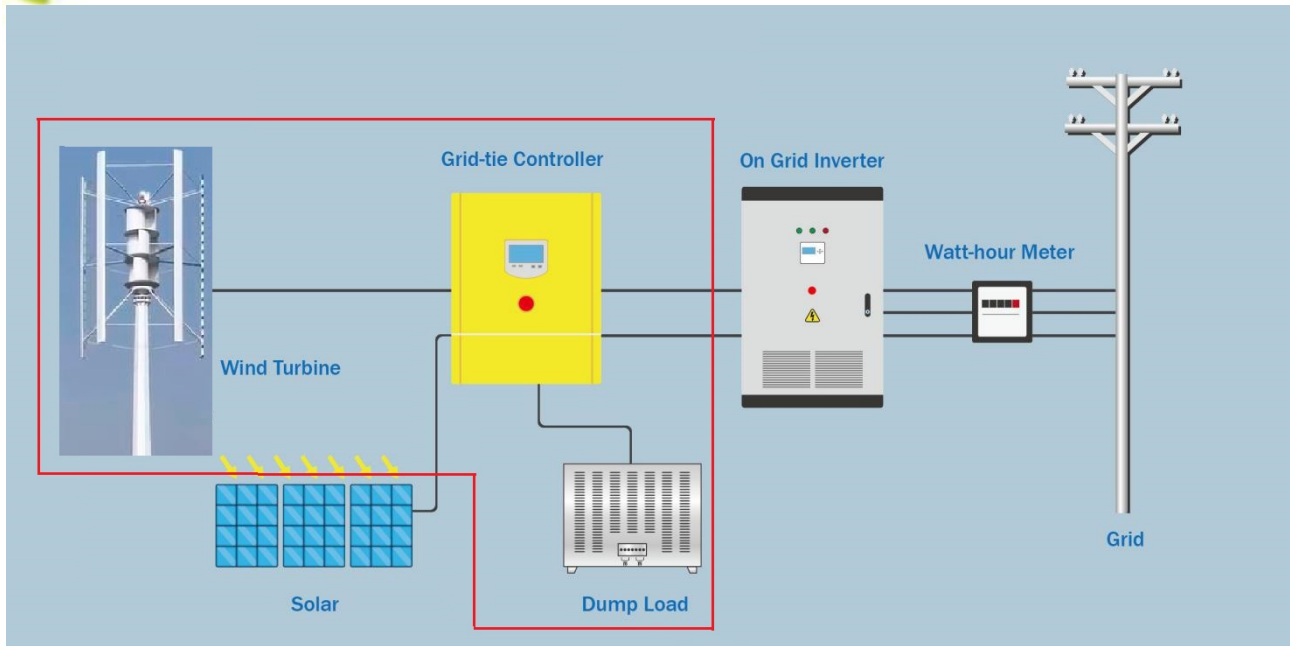 Grid-tie Controller
On Grid Inverter
Watt-hour Meter
Wind Turbine
Grid
Solar
Dump Load